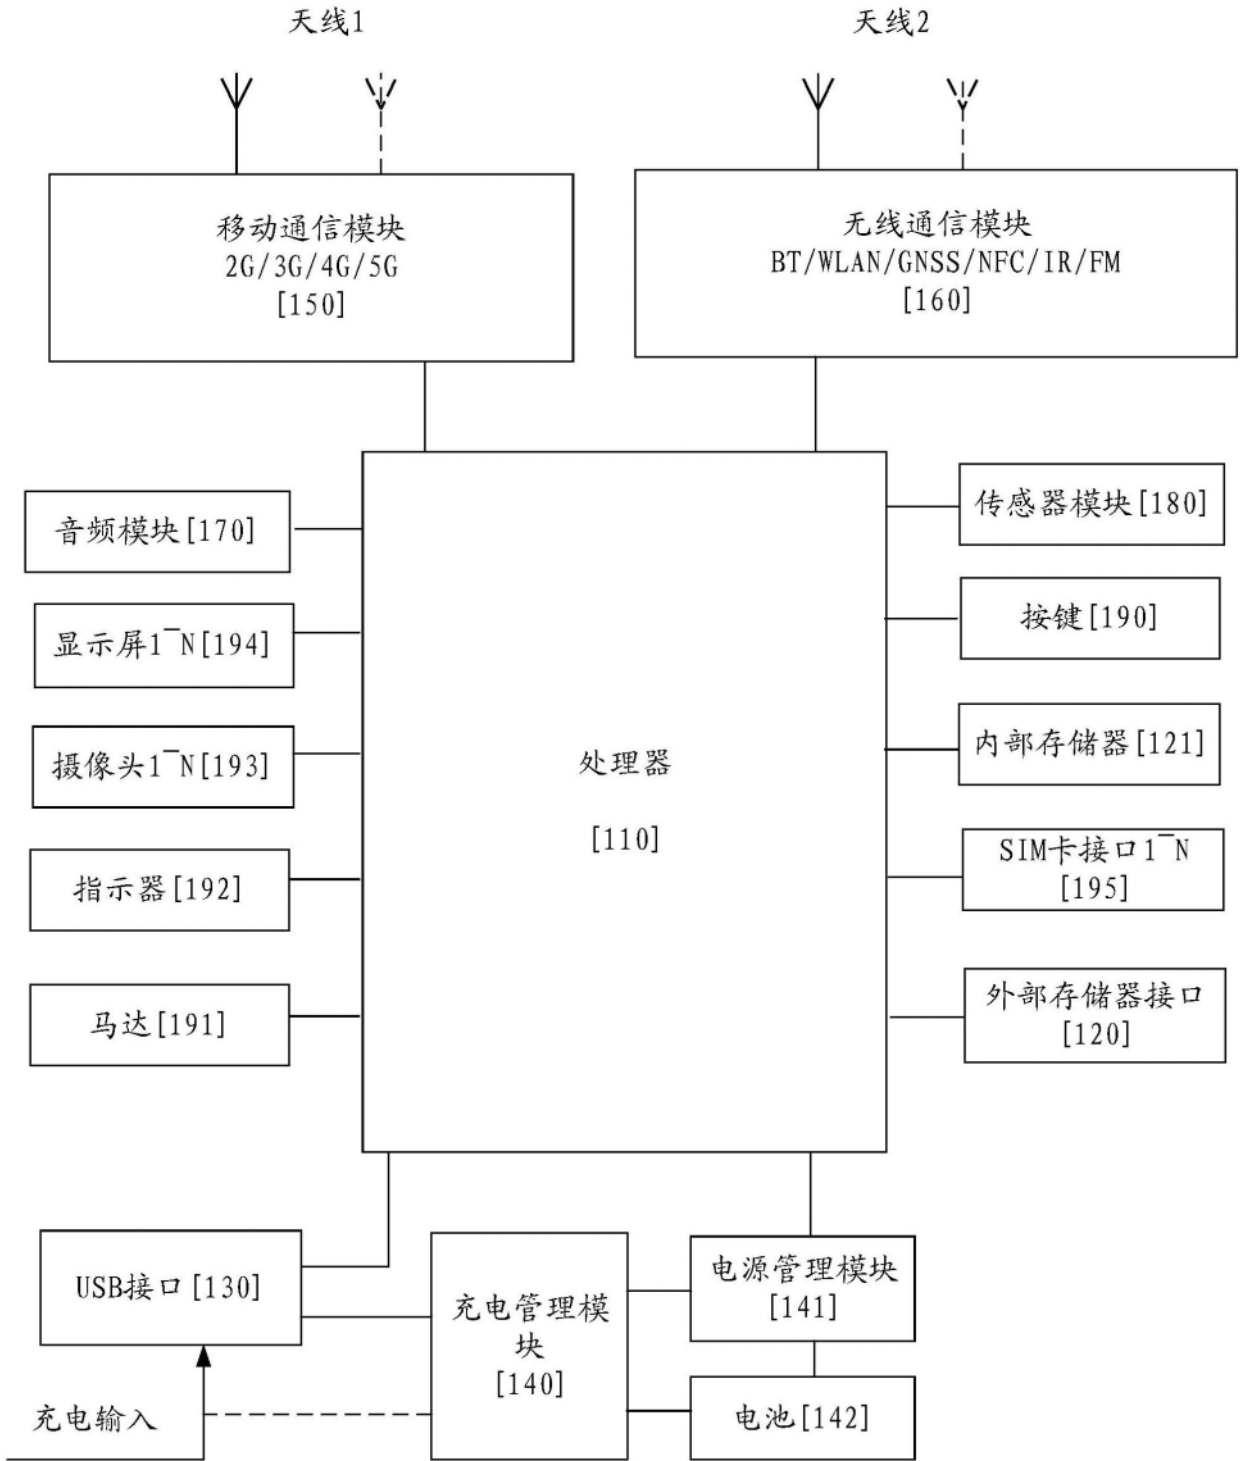 天线1
天线2
移动通信模块
2G/3G/4G/5G
[150]
无线通信模块
BT/WLAN/GNSS/NFC/IR/FM
[160]
音频模块[170]
显示屏1~N[194]
摄像头1~N[193]
指示器[192]
马达[191]
处理器
[110]
传感器模块[180]
按键[190]
内部存储器[121]
SIM卡接口1~N
[195]
外部存储器接口
[120]
USB接口[130]
充电管理模
块
[140]
电源管理模块
[141]
电池[142]
充电输入